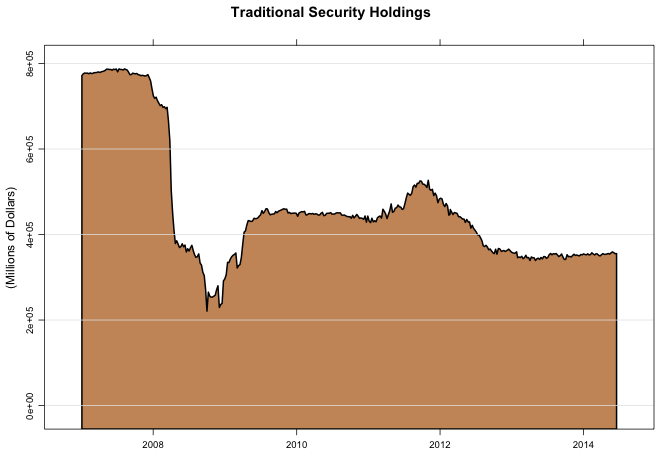 Traditional Security Holdings
(Millions of Dollars)
8e+05
6e+05
4e+05
2e+05
0e+00
2008 2010 2012 2014